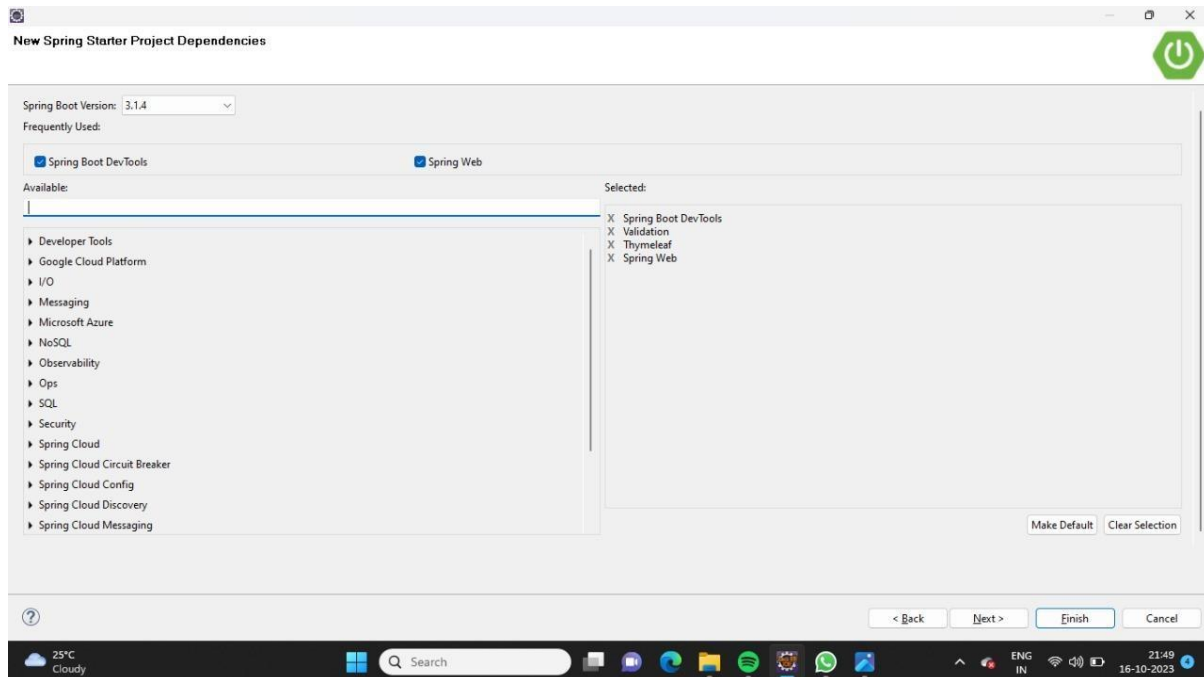 New Spring Starter Project Dependencies
Spring Boot Version: 3.1.4
Frequently Used:
Spring Boot DevTools Spring Web
Available:
Developer Tools
Google Cloud Platform
I/O
Messaging
Microsoft Azure
NoSQL
Observability
Ops
SQL
Security
Spring Cloud
Spring Cloud Circuit Breaker
Spring Cloud Config
Spring Cloud Discovery
Spring Cloud Messaging
Selected:
X Spring Boot DevTools
X Validation
X Thymeleaf
X Spring Web
Make Default Clear Selection
? < Back Next > Finish Cancel
25°C
Cloudy
Search
ENG
IN
21:49
16-10-2023
4